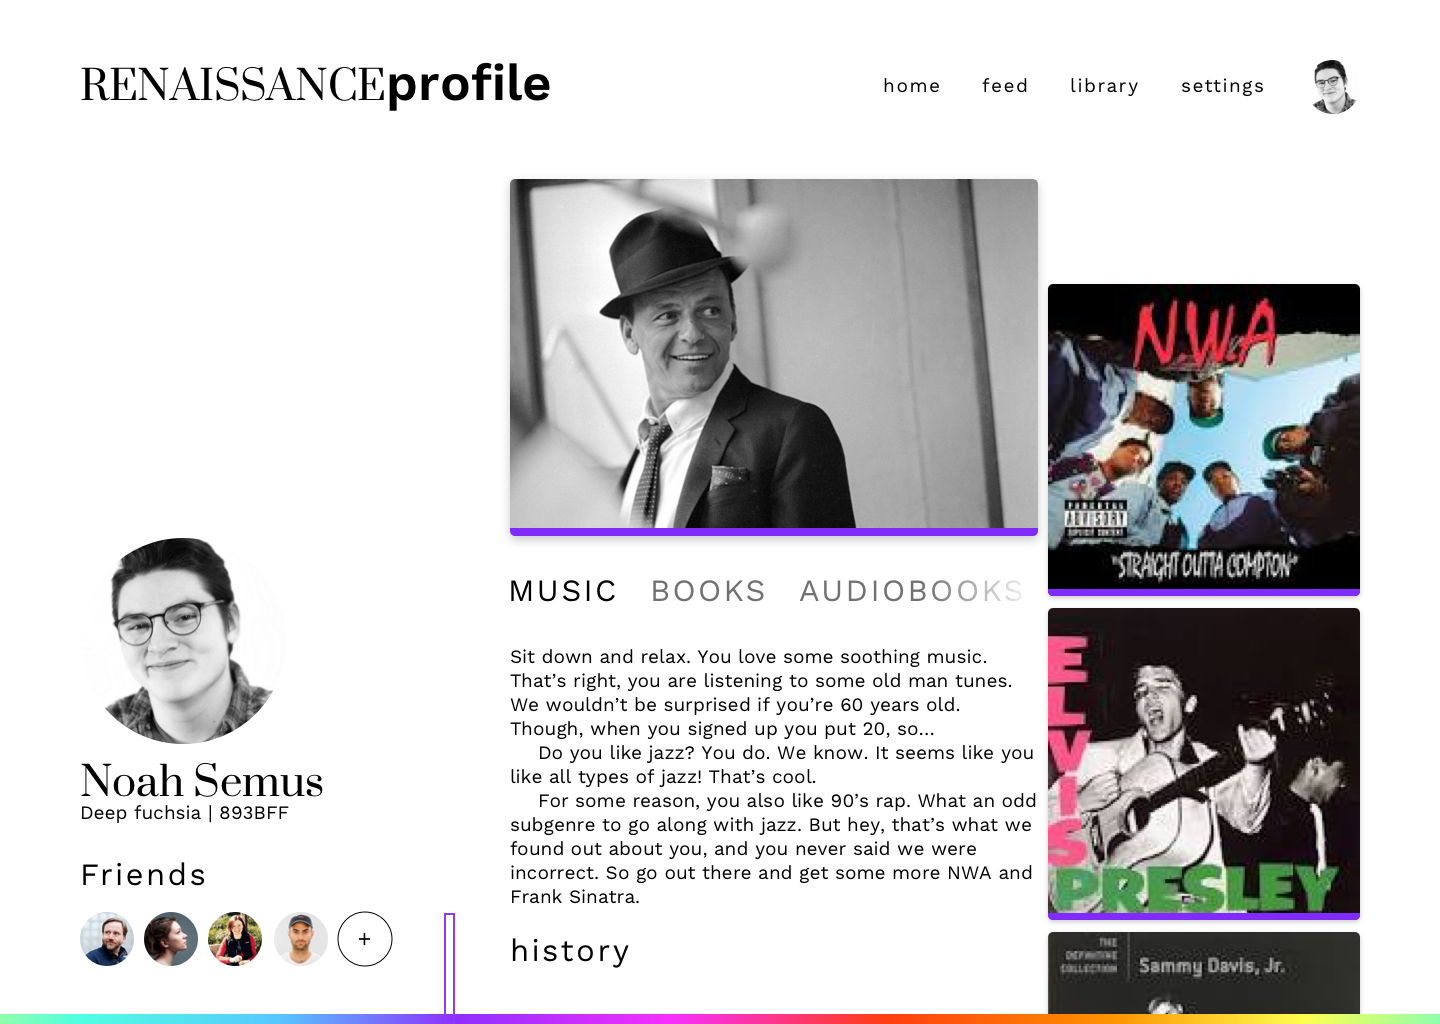 RENAISSANCEprofile
home feed library settings
N.W.A
PARENTAL
ADVISORY
EXPLICIT CONTENT
"STRAIGHT OUTTA COMPTON"
MUSIC BOOKS AUDIOBOOKS
Sit down and relax. You love some soothing music.
That’s right, you are listening to some old man tunes.
We wouldn’t be surprised if you’re 60 years old.
Though, when you signed up you put 20, so...
Do you like jazz? You do. We know. It seems like you
like all types of jazz! That’s cool.
For some reason, you also like 90’s rap. What an odd
subgenre to go along with jazz. But hey, that’s what we
found out about you, and you never said we were
incorrect. So go out there and get some more NWA and
Frank Sinatra.
history
Noah Semus
Deep fuchsia | 893BFF
Friends
+
ELVIS
PRESLEY
THE
DEFINITIVE
COLLECTION
Sammy Davis, Jr.